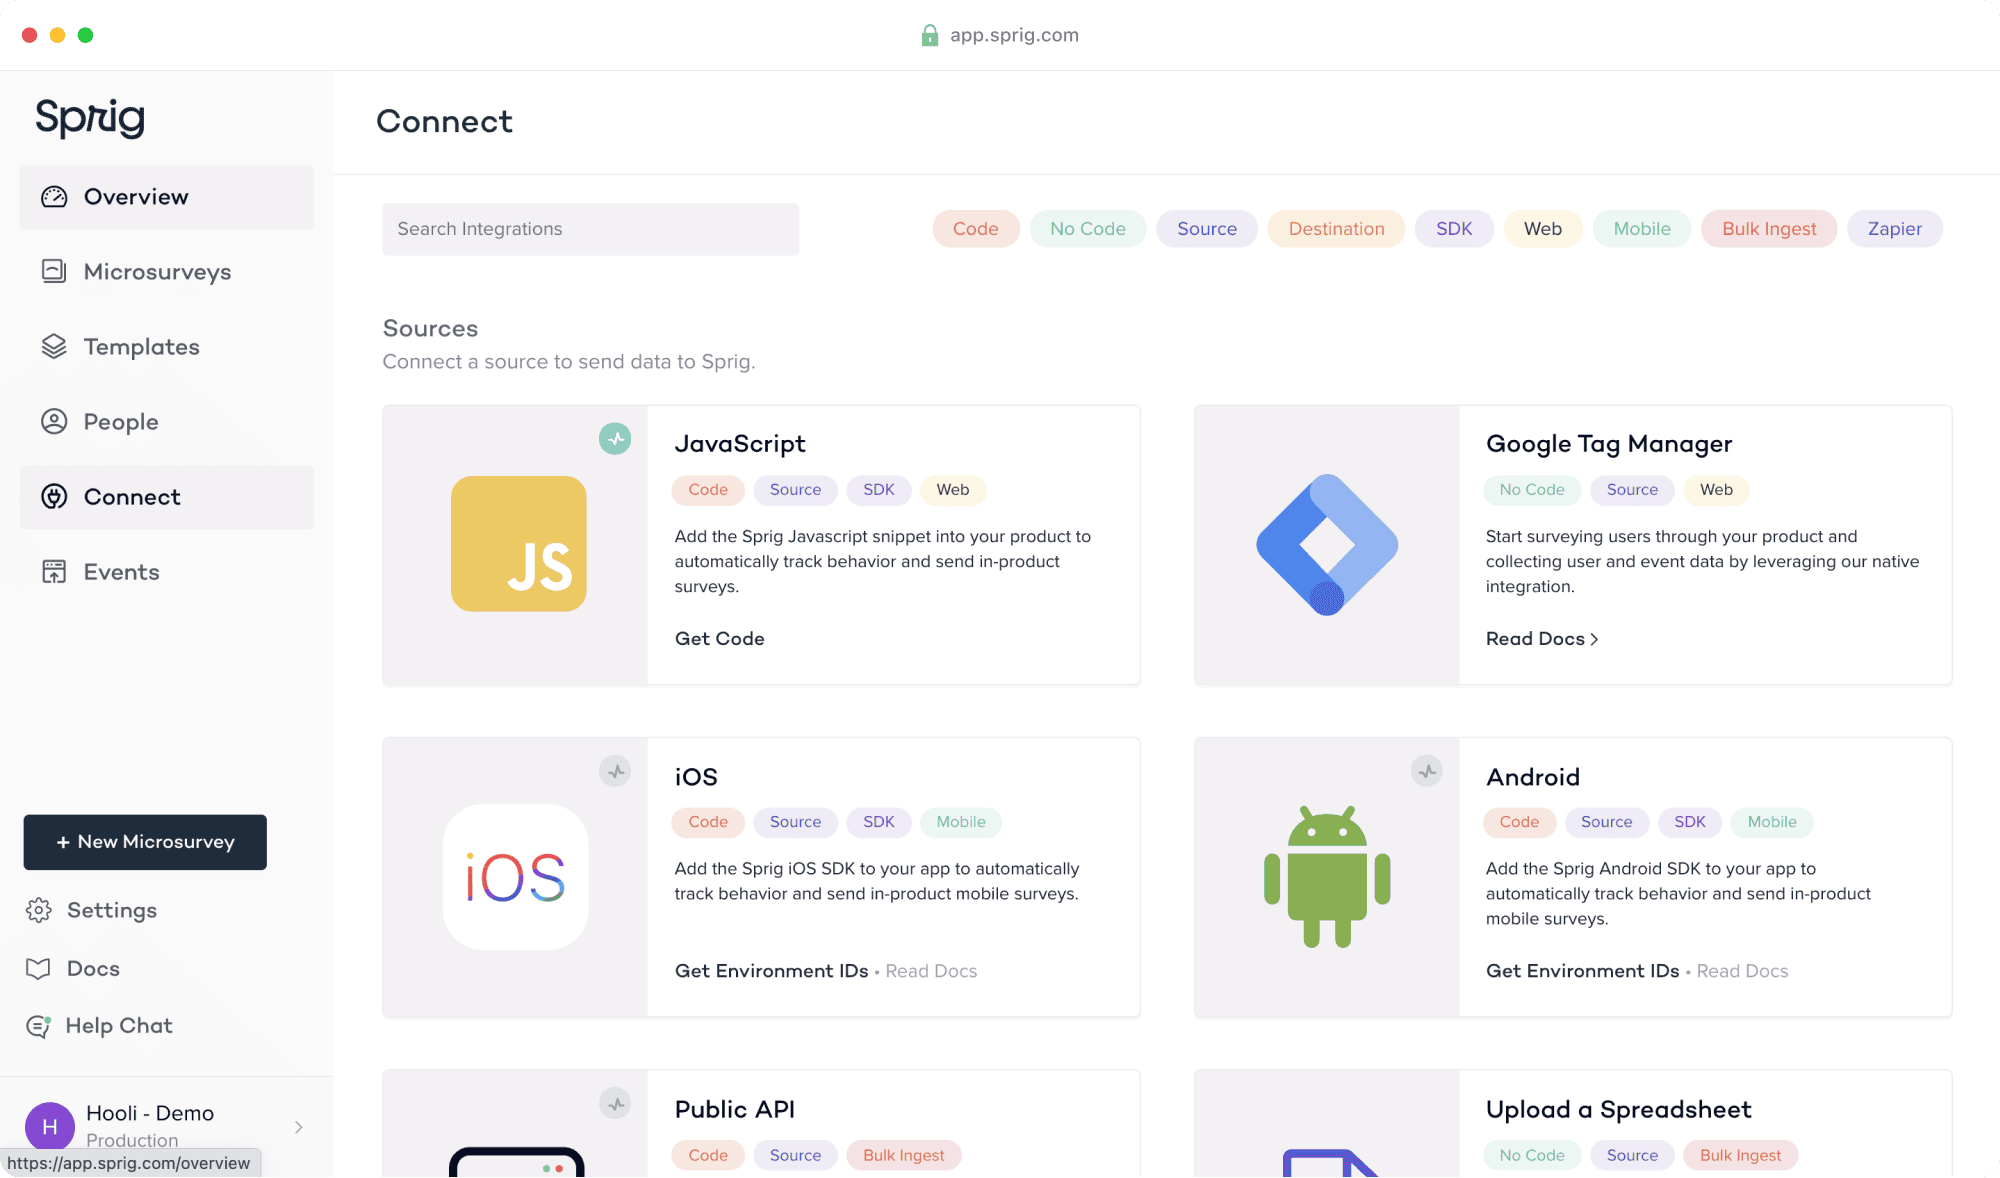 app.sprig.com
Sprig
Connect
Overview
Microsurveys
Templates
People
Connect
Events
+ New Microsurvey
Settings
Docs
Help Chat
H
Hooli - Demo
Production
https://app.sprig.com/overview
Search Integrations
Code No Code Source Destination SDK Web Mobile Bulk Ingest Zapier
Sources
Connect a source to send data to Sprig.
JS
JavaScript
Code Source SDK Web
Add the Sprig Javascript snippet into your product to
automatically track behavior and send in-product
surveys.
Get Code
Google Tag Manager
No Code Source Web
Start surveying users through your product and
collecting user and event data by leveraging our native
integration.
Read Docs >
iOS
iOS
Code Source SDK Mobile
Add the Sprig iOS SDK to your app to automatically
track behavior and send in-product mobile surveys.
Get Environment IDs • Read Docs
Android
Code Source SDK Mobile
Add the Sprig Android SDK to your app to
automatically track behavior and send in-product
mobile surveys.
Get Environment IDs • Read Docs
Public API
Code Source Bulk Ingest
Upload a Spreadsheet
No Code Source Bulk Ingest